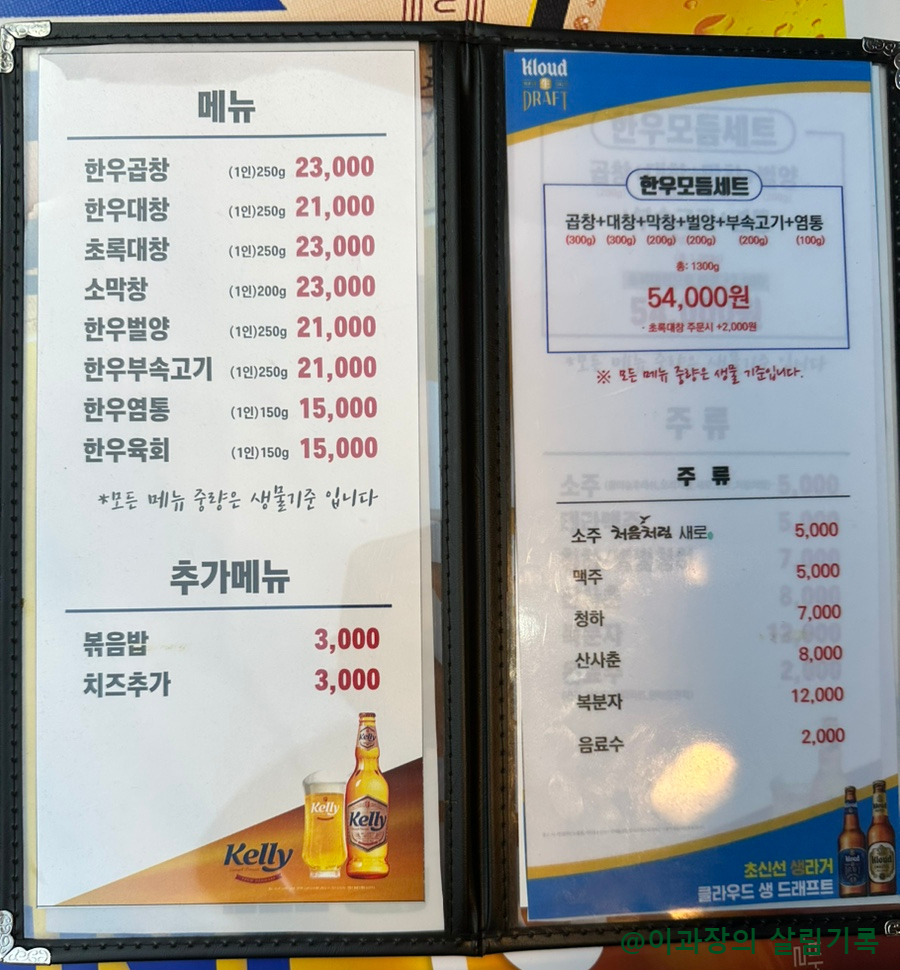 메뉴
한우곱창 (1인)250g 23,000
한우대창 (1인)250g 21,000
초록대창 (1인)250g 23,000
소막창 (1인)200g 23,000
한우벌양 (1인)250g 21,000
한우부속고기 (1인)250g 21,000
한우염통 (1인)150g 15,000
한우육회 (1인)150g 15,000
*모든 메뉴 중량은 생물기준 입니다
추가메뉴
볶음밥 3,000
치즈추가 3,000
Kelly
Kelly
Kelly
Kelly
Kloud
生
DRAFT
한우모듬세트
곱창+대창+막창+벌양+부속고기+염통
(300g) (300g) (200g) (200g) (200g) (100g)
총: 1300g
54,000원
· 초록대창 주문시 +2,000원
※ 모든 메뉴 중량은 생물 기준입니다.
주 류
소주 처음처럼 새로 5,000
맥주 5,000
청하 7,000
산사춘 8,000
복분자 12,000
음료수 2,000
Kloud
Kloud
초신선 생라거
클라우드 생 드래프트
@이과장의 살림기록